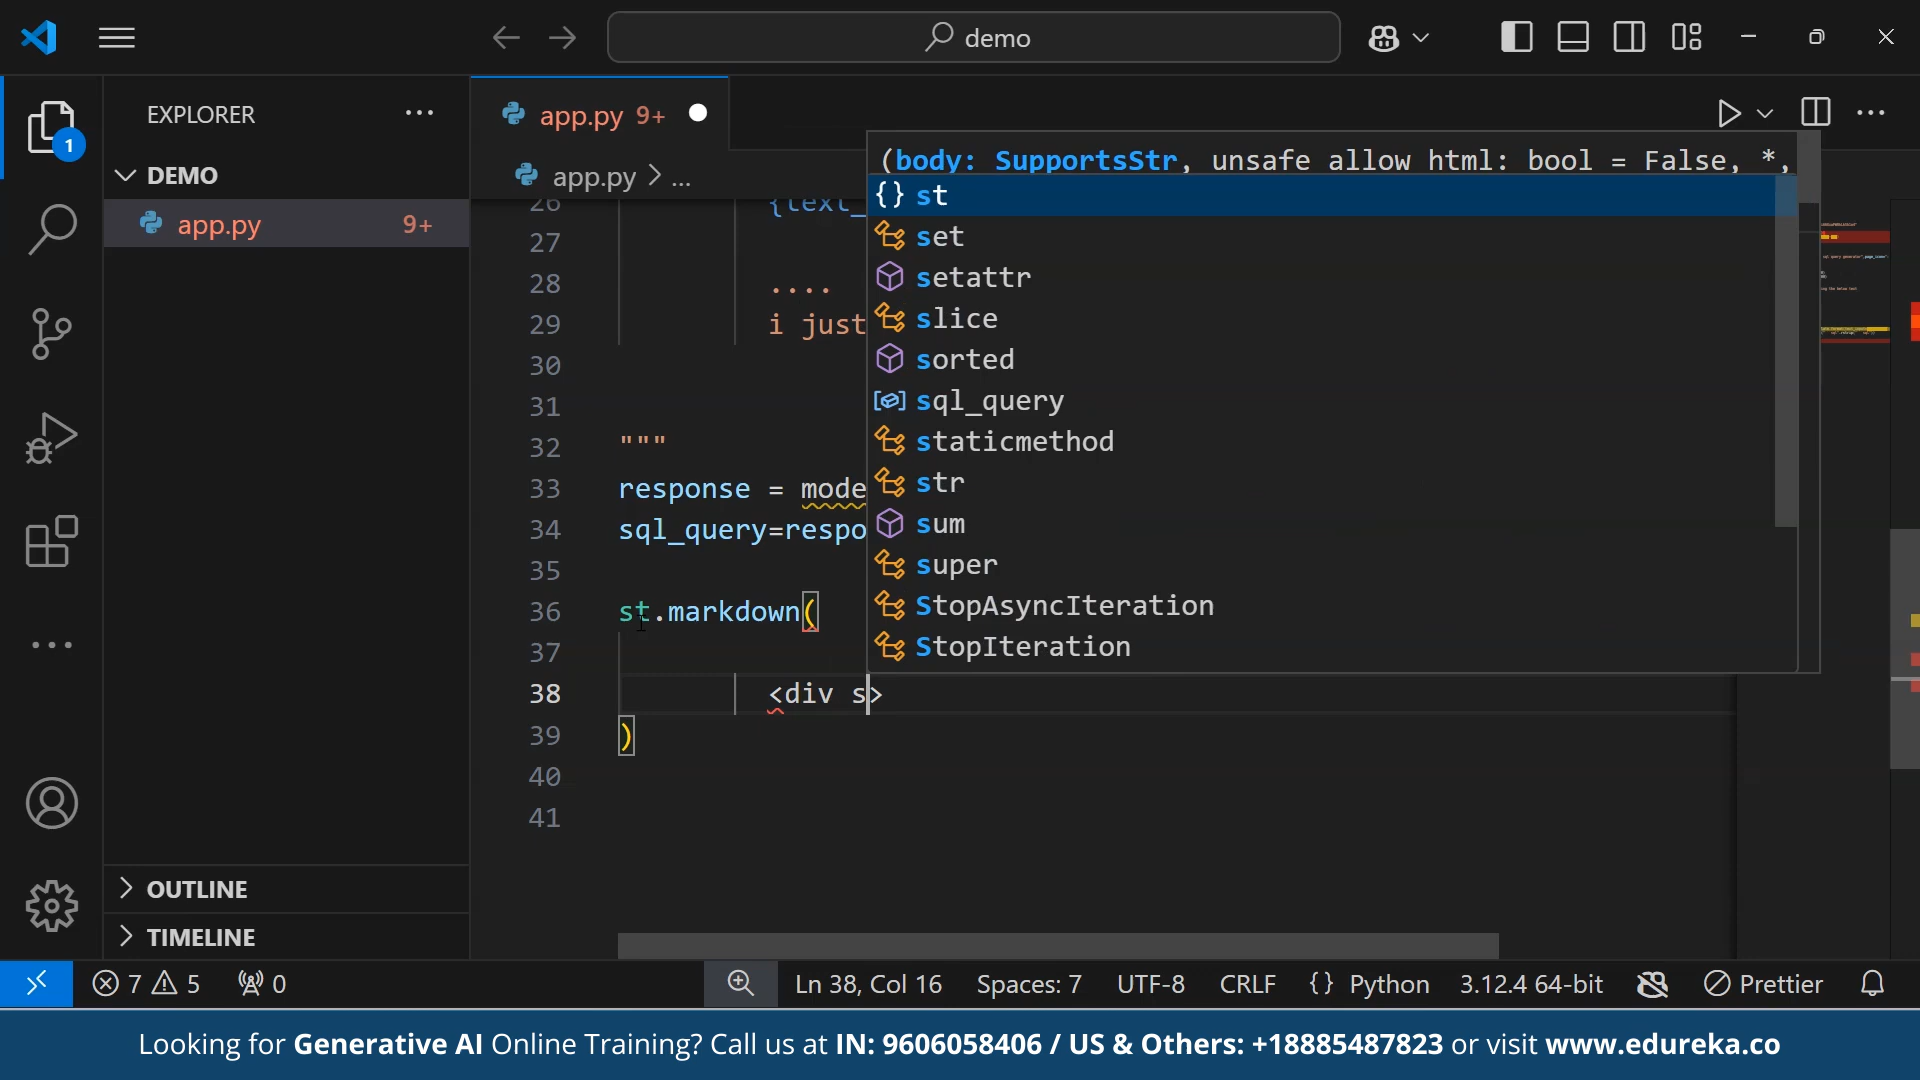 demo
EXPLORER
DEMO
app.py 9+
OUTLINE
TIMELINE
app.py 9+
app.py > ...
(body: SupportsStr, unsafe_allow_html: bool = False, *,
{} st
set
setattr
slice
sorted
sql_query
staticmethod
str
sum
super
StopAsyncIteration
StopIteration
26 {text_
27
28 ....
29 i just
30
31
32 """
33 response = mode
34 sql_query=respo
35
36 st.markdown(
37
38 <div s>
39 )
40
41
1
7 5 0
Ln 38, Col 16 Spaces: 7 UTF-8 CRLF {} Python 3.12.4 64-bit Prettier
Looking for Generative AI Online Training? Call us at IN: 9606058406 / US & Others: +18885487823 or visit www.edureka.co